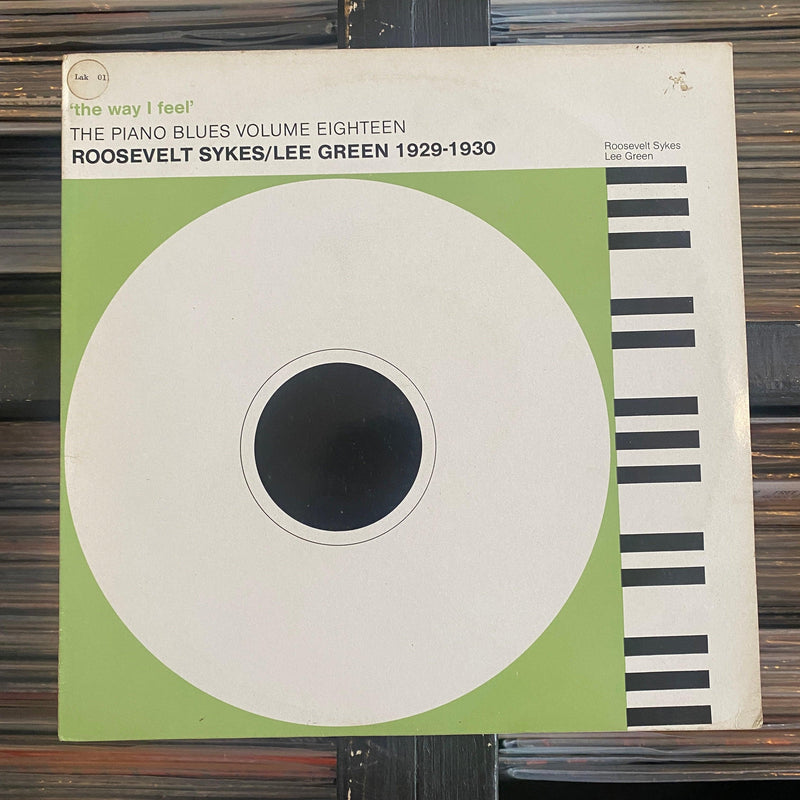 Lak 01
'the way I feel'
THE PIANO BLUES VOLUME EIGHTEEN
ROOSEVELT SYKES/LEE GREEN 1929-1930
Roosevelt Sykes
Lee Green